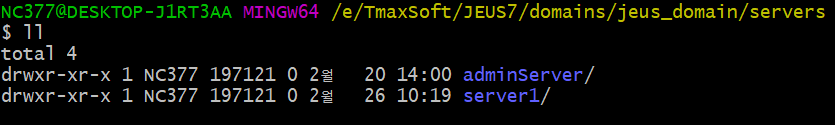 NC377@DESKTOP-J1RT3AA MINGW64 /e/TmaxSoft/JEUS7/domains/jeus_domain/servers
$ ll
total 4
drwxr-xr-x 1 NC377 197121 0 2월 20 14:00 adminServer/
drwxr-xr-x 1 NC377 197121 0 2월 26 10:19 server1/